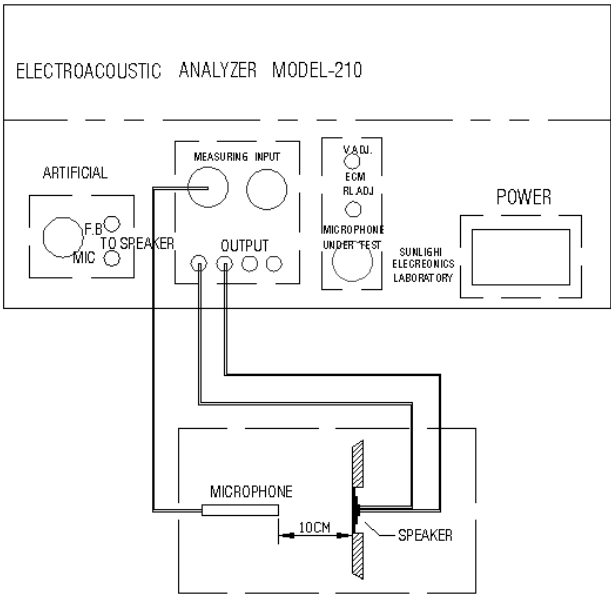 ELECTROACOUSTIC ANALYZER MODEL-210
MEASURING INPUT
V.ADJ.
ECM
RL.ADJ
ARTIFICIAL
POWER
F.B
TO SPEAKER
MIC
OUTPUT
MICROPHONE
UNDER TEST
SUNLIGHI
ELECREONICS
LABORATORY
MICROPHONE
10CM
SPEAKER